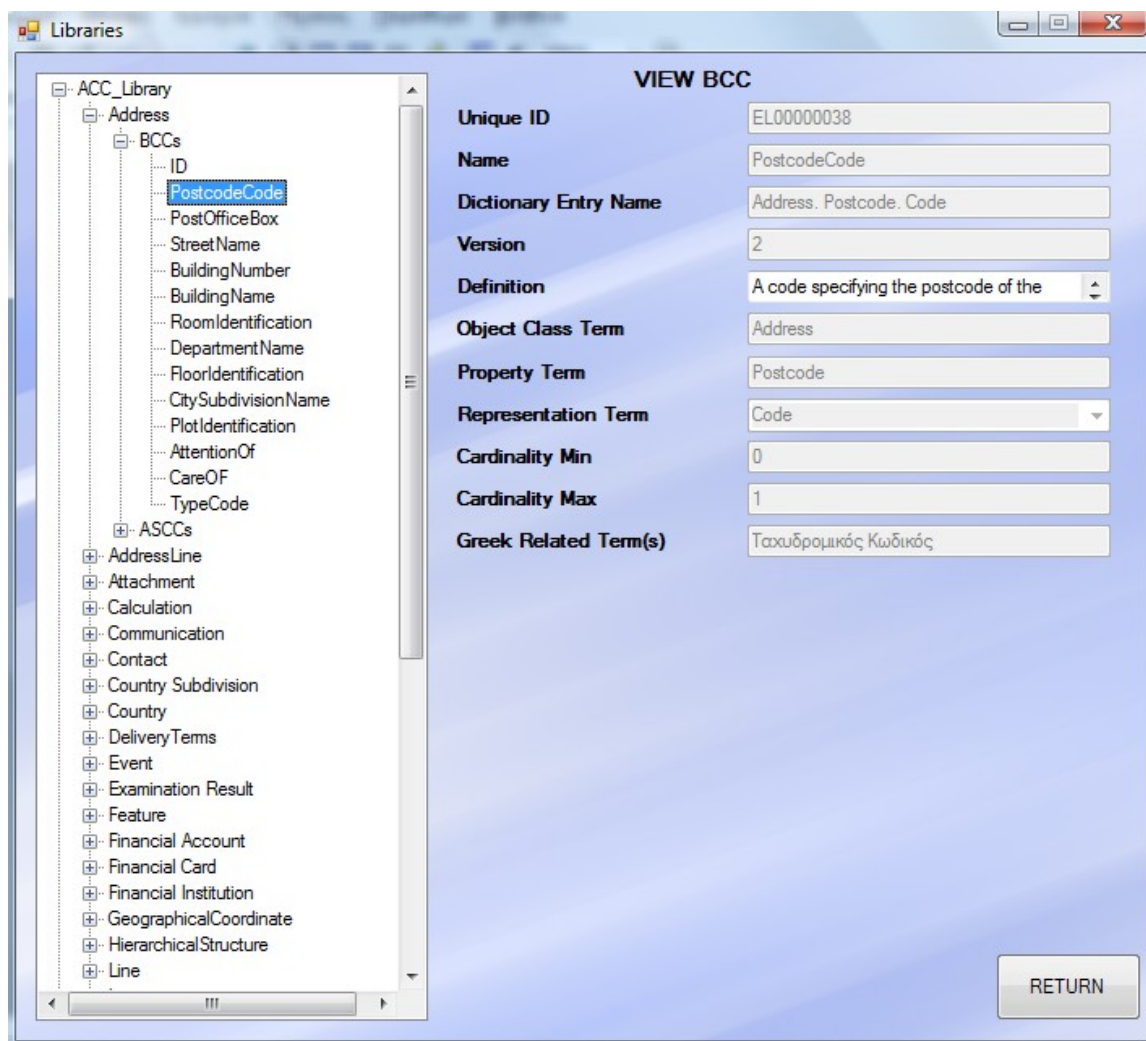 Libraries
ACC_Library
Address
BCCs
ID
PostcodeCode
PostOfficeBox
StreetName
BuildingNumber
BuildingName
RoomIdentification
DepartmentName
FloorIdentification
CitySubdivisionName
PlotIdentification
AttentionOf
CareOF
TypeCode
ASCCs
AddressLine
Attachment
Calculation
Communication
Contact
Country Subdivision
Country
DeliveryTerms
Event
Examination Result
Feature
Financial Account
Financial Card
Financial Institution
GeographicalCoordinate
HierarchicalStructure
Line
VIEW BCC
Unique ID EL00000038
Name PostcodeCode
Dictionary Entry Name Address. Postcode. Code
Version 2
Definition A code specifying the postcode of the
Object Class Term Address
Property Term Postcode
Representation Term Code
Cardinality Min 0
Cardinality Max 1
Greek Related Term(s) Ταχυδρομικός Κωδικός
RETURN